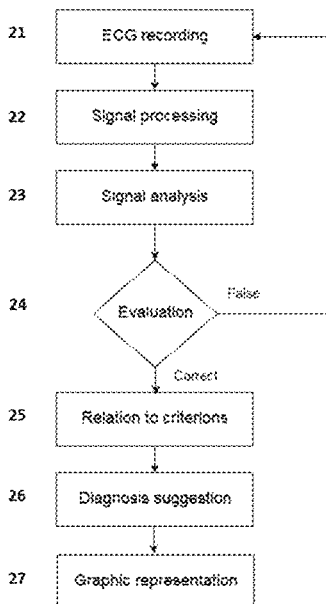 21 ECG recording
22 Signal processing
23 Signal analysis
24 Evaluation False
Correct
25 Relation to criterions
26 Diagnosis suggestion
27 Graphic representation